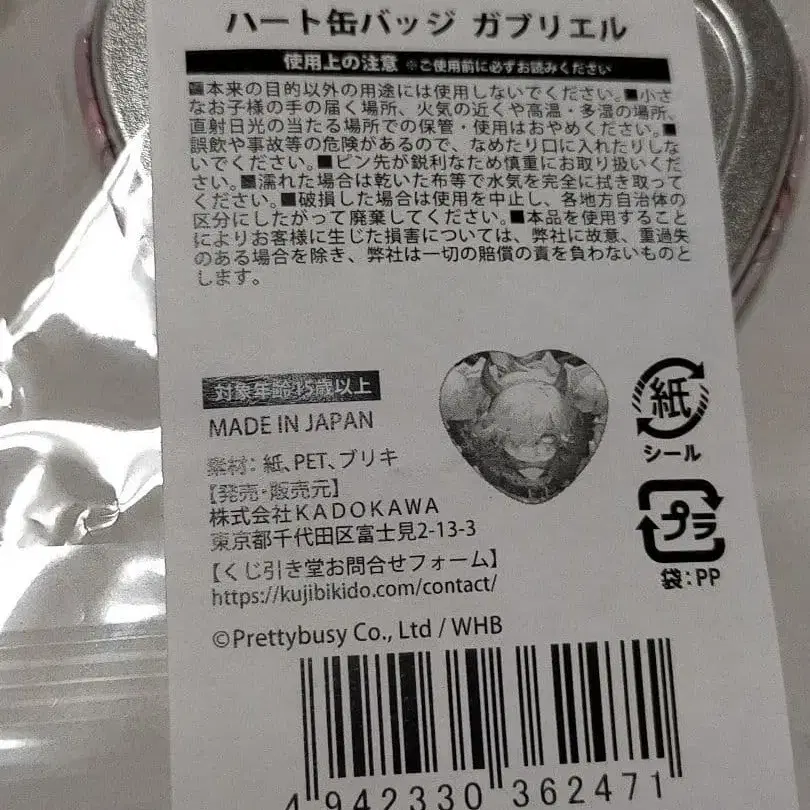 ハート缶バッジ ガブリエル
使用上の注意 ※ご使用前に必ずお読みください
■本来の目的以外の用途には使用しないでください。■小さ
なお子様の手の届く場所、火気の近くや高温・多湿の場所、
直射日光の当たる場所での保管・使用はおやめください。■
誤飲や事故等の危険があるので、なめたり口に入れたりしな
いでください。■ピン先が鋭利なため慎重にお取り扱いくだ
さい。■濡れた場合は乾いた布等で水気を完全に拭き取って
ください。■破損した場合は使用を中止し、各地方自治体の
区分にしたがって廃棄してください。■本品を使用すること
によりお客様に生じた損害については、弊社に故意、重過失
のある場合を除き、弊社は一切の賠償の責を負わないものと
します。
対象年齢15歳以上
MADE IN JAPAN
素材：紙、PET、ブリキ
【発売・販売元】
株式会社KADOKAWA
東京都千代田区富士見2-13-3
【くじ引き堂お問合せフォーム】
https://kujibikido.com/contact/
©Prettybusy Co., Ltd / WHB
紙
シール
プラ
袋：PP
4 942330 362471